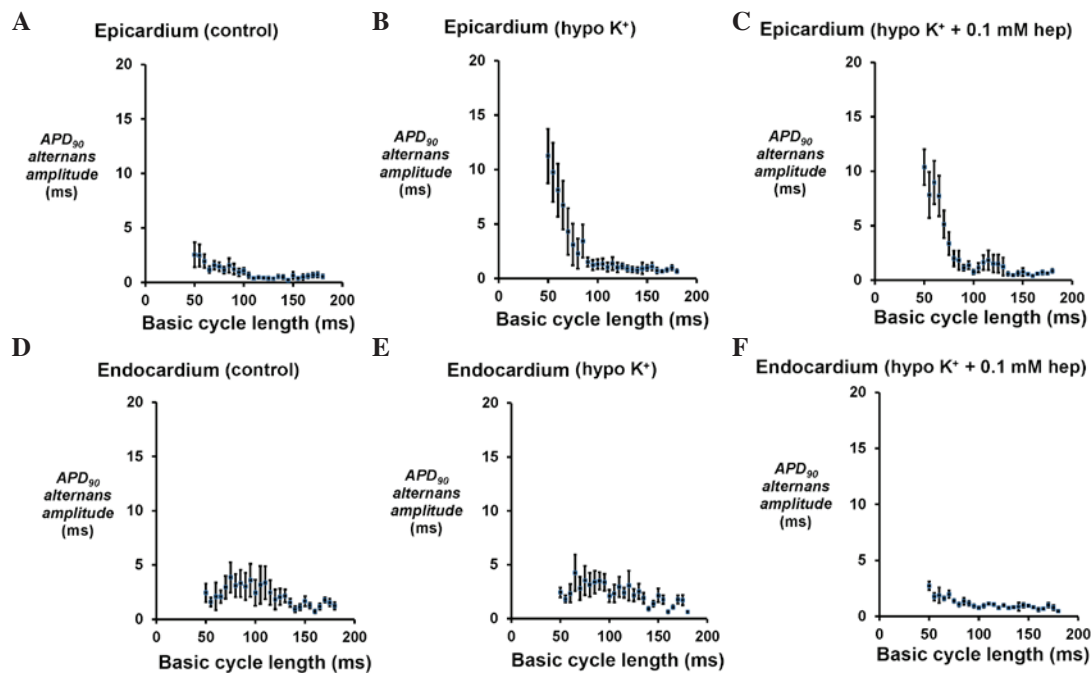 A
Epicardium (control)
20
15
10
5
0
APD₉₀
alternans
amplitude
(ms)
0 50 100 150 200
Basic cycle length (ms)
B
Epicardium (hypo K⁺)
20
15
10
5
0
APD₉₀
alternans
amplitude
(ms)
0 50 100 150 200
Basic cycle length (ms)
C
Epicardium (hypo K⁺ + 0.1 mM hep)
20
15
10
5
0
APD₉₀
alternans
amplitude
(ms)
0 50 100 150 200
Basic cycle length (ms)
D
Endocardium (control)
20
15
10
5
0
APD₉₀
alternans
amplitude
(ms)
0 50 100 150 200
Basic cycle length (ms)
E
Endocardium (hypo K⁺)
20
15
10
5
0
APD₉₀
alternans
amplitude
(ms)
0 50 100 150 200
Basic cycle length (ms)
F
Endocardium (hypo K⁺ + 0.1 mM hep)
20
15
10
5
0
APD₉₀
alternans
amplitude
(ms)
0 50 100 150 200
Basic cycle length (ms)